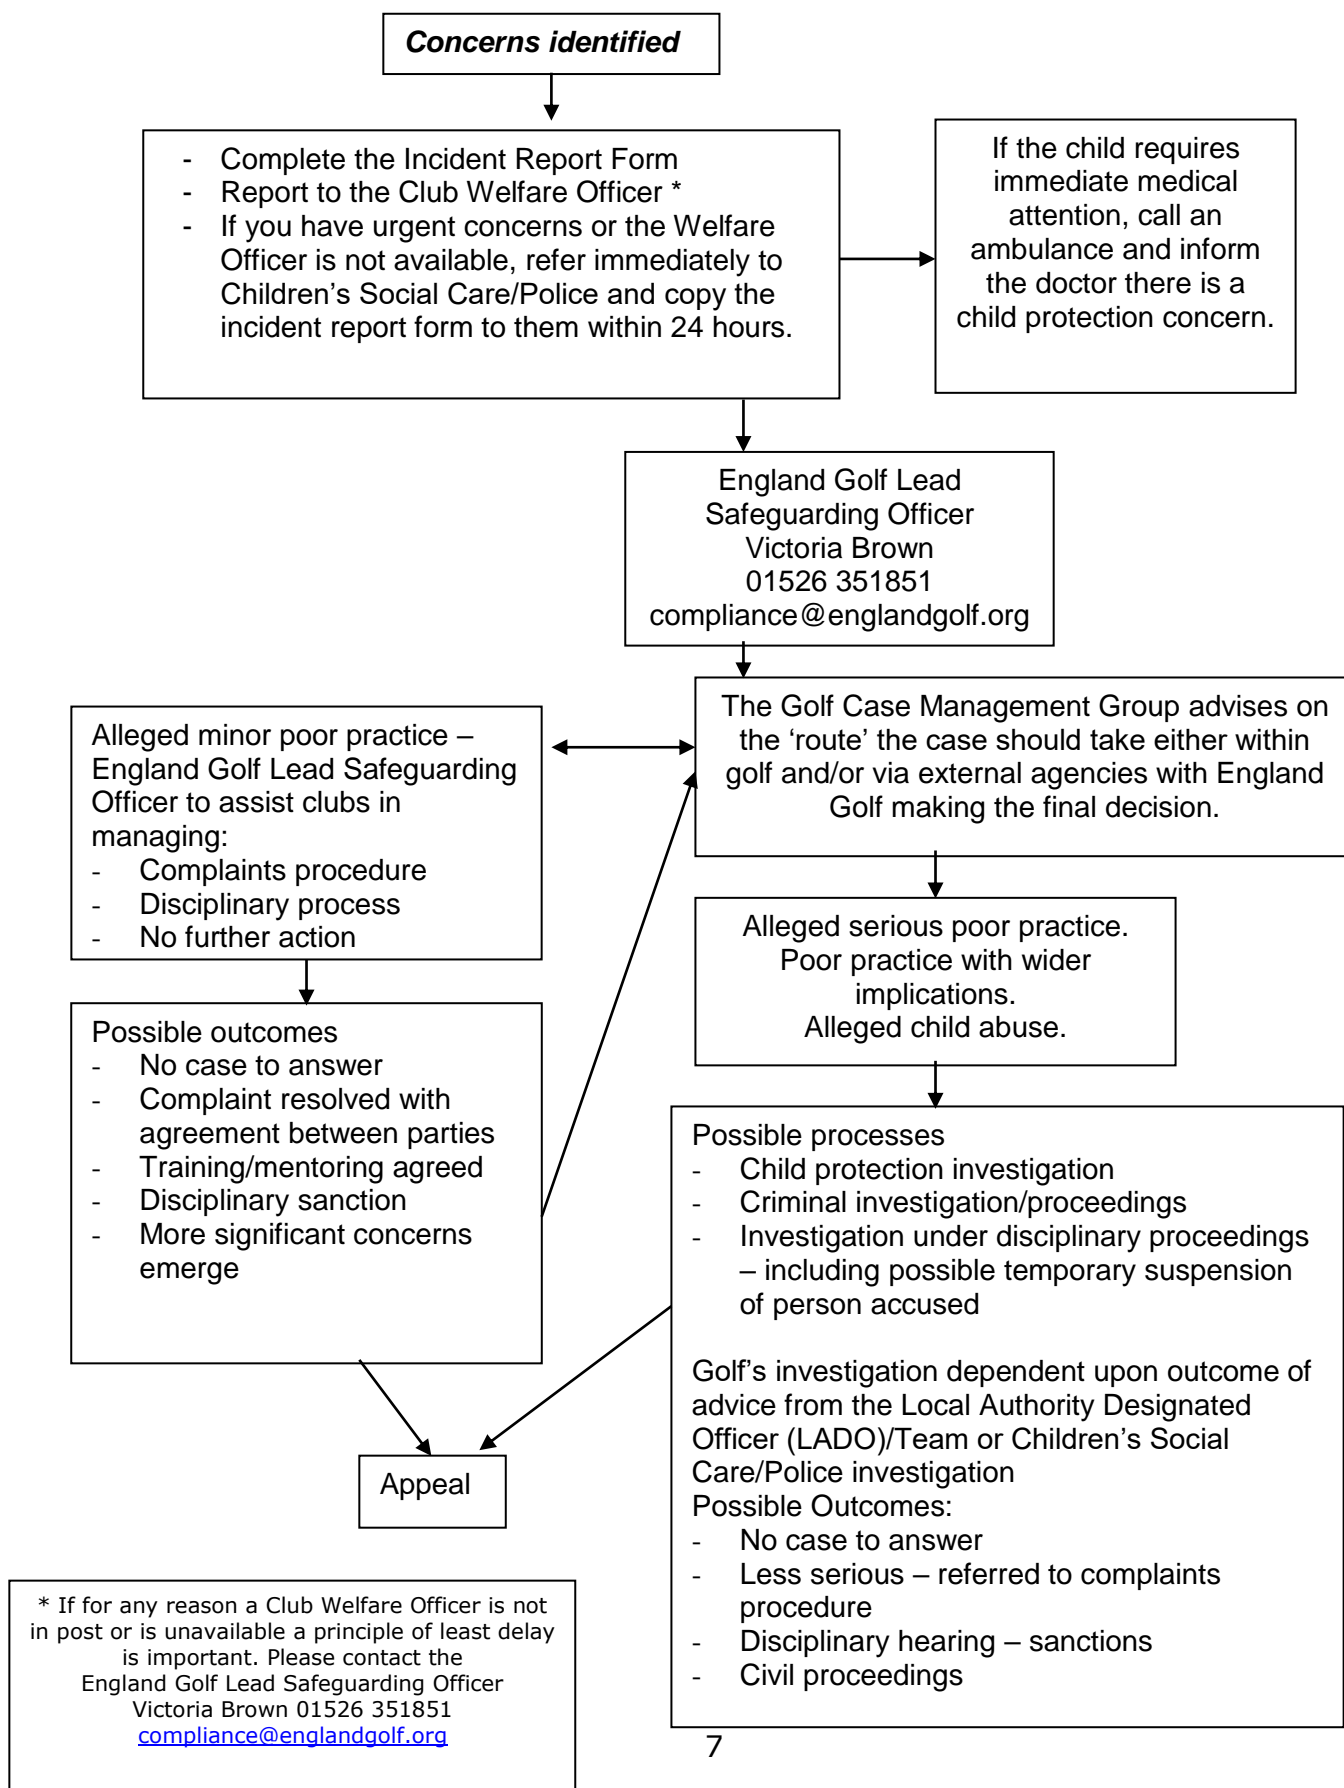 Concerns identified
- Complete the Incident Report Form
- Report to the Club Welfare Officer *
- If you have urgent concerns or the Welfare
Officer is not available, refer immediately to
Children’s Social Care/Police and copy the
incident report form to them within 24 hours.
If the child requires
immediate medical
attention, call an
ambulance and inform
the doctor there is a
child protection concern.
England Golf Lead
Safeguarding Officer
Victoria Brown
01526 351851
compliance@englandgolf.org
The Golf Case Management Group advises on
the ‘route’ the case should take either within
golf and/or via external agencies with England
Golf making the final decision.
Alleged minor poor practice –
England Golf Lead Safeguarding
Officer to assist clubs in
managing:
- Complaints procedure
- Disciplinary process
- No further action
Alleged serious poor practice.
Poor practice with wider
implications.
Alleged child abuse.
Possible outcomes
- No case to answer
- Complaint resolved with
agreement between parties
- Training/mentoring agreed
- Disciplinary sanction
- More significant concerns
emerge
Possible processes
- Child protection investigation
- Criminal investigation/proceedings
- Investigation under disciplinary proceedings
– including possible temporary suspension
of person accused
Golf’s investigation dependent upon outcome of
advice from the Local Authority Designated
Officer (LADO)/Team or Children’s Social
Care/Police investigation
Possible Outcomes:
- No case to answer
- Less serious – referred to complaints
procedure
- Disciplinary hearing – sanctions
- Civil proceedings
Appeal
* If for any reason a Club Welfare Officer is not
in post or is unavailable a principle of least delay
is important. Please contact the
England Golf Lead Safeguarding Officer
Victoria Brown 01526 351851
compliance@englandgolf.org
7